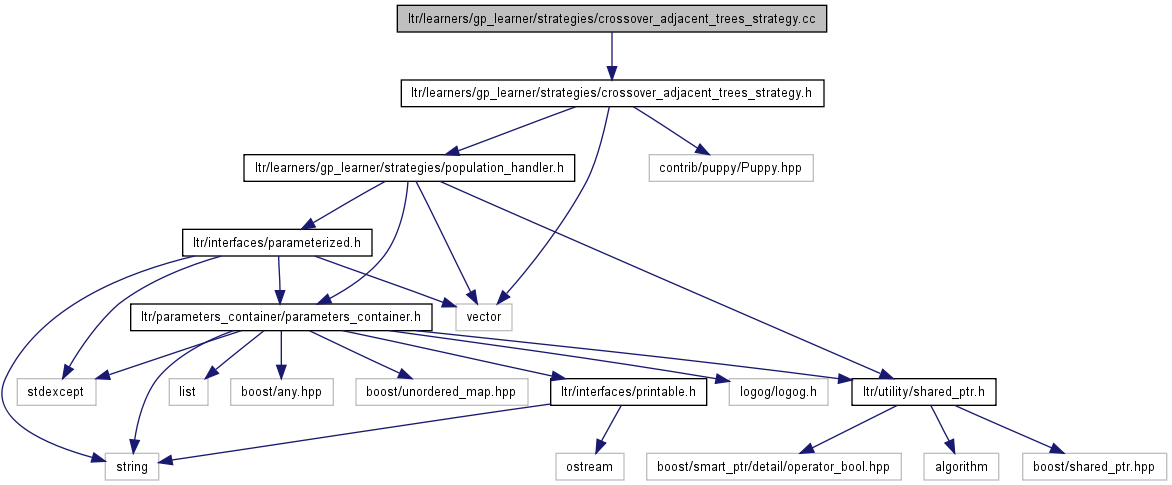 ltr/learners/gp_learner/strategies/crossover_adjacent_trees_strategy.cc
ltr/learners/gp_learner/strategies/crossover_adjacent_trees_strategy.h
ltr/learners/gp_learner/strategies/population_handler.h
contrib/puppy/Puppy.hpp
ltr/interfaces/parameterized.h
ltr/parameters_container/parameters_container.h
vector
stdexcept
list
boost/any.hpp
boost/unordered_map.hpp
ltr/interfaces/printable.h
logog/logog.h
ltr/utility/shared_ptr.h
string
ostream
boost/smart_ptr/detail/operator_bool.hpp
algorithm
boost/shared_ptr.hpp